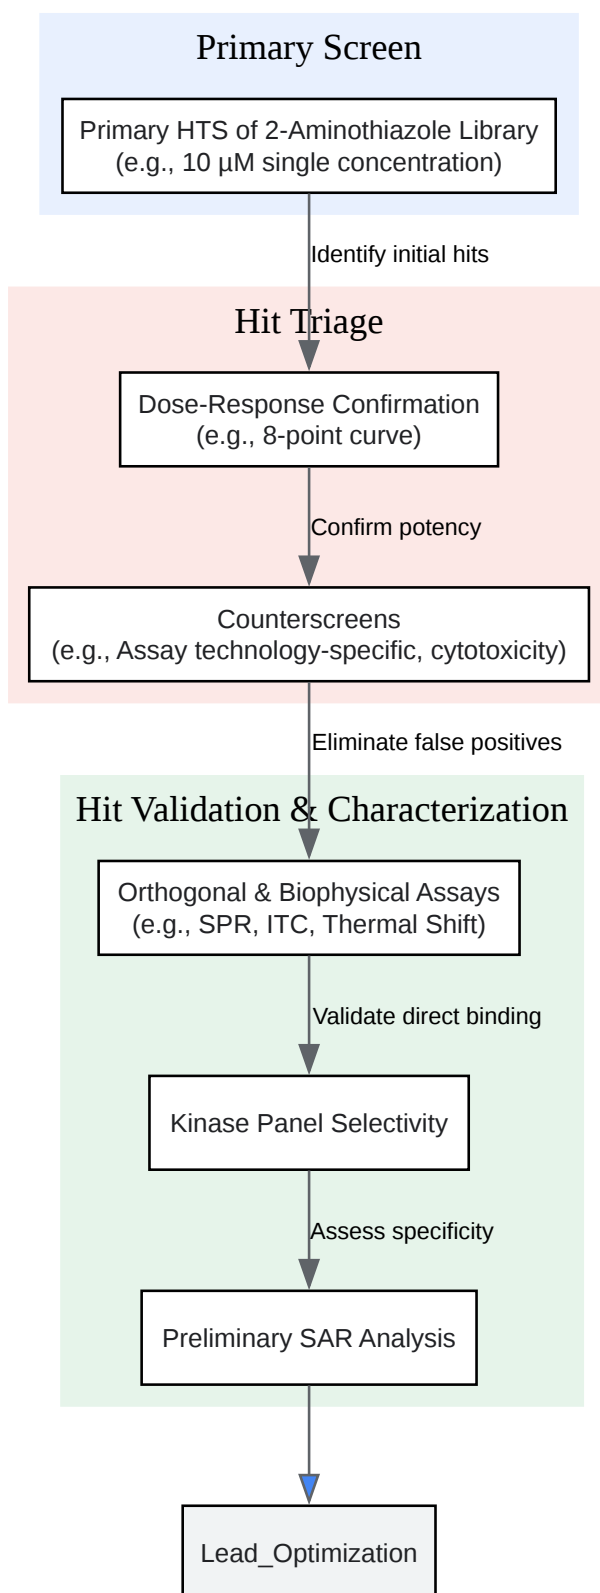 Primary Screen
Primary HTS of 2-Aminothiazole Library
(e.g., 10 µM single concentration)
Identify initial hits
Hit Triage
Dose-Response Confirmation
(e.g., 8-point curve)
Confirm potency
Counterscreens
(e.g., Assay technology-specific, cytotoxicity)
Eliminate false positives
Hit Validation & Characterization
Orthogonal & Biophysical Assays
(e.g., SPR, ITC, Thermal Shift)
Validate direct binding
Kinase Panel Selectivity
Assess specificity
Preliminary SAR Analysis
Lead_Optimization